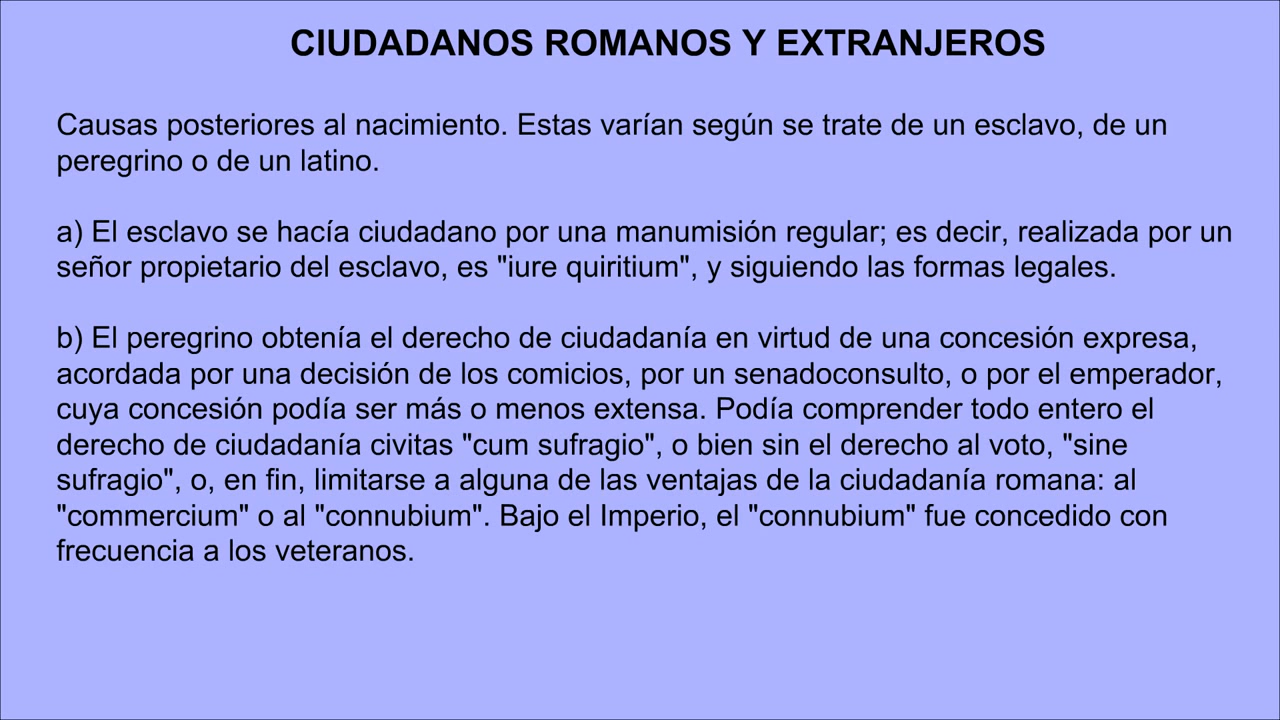 CIUDADANOS ROMANOS Y EXTRANJEROS
Causas posteriores al nacimiento. Estas varían según se trate de un esclavo, de un
peregrino o de un latino.
a) El esclavo se hacía ciudadano por una manumisión regular; es decir, realizada por un
señor propietario del esclavo, es "iure quiritium", y siguiendo las formas legales.
b) El peregrino obtenía el derecho de ciudadanía en virtud de una concesión expresa,
acordada por una decisión de los comicios, por un senadoconsulto, o por el emperador,
cuya concesión podía ser más o menos extensa. Podía comprender todo entero el
derecho de ciudadanía civitas "cum sufragio", o bien sin el derecho al voto, "sine
sufragio", o, en fin, limitarse a alguna de las ventajas de la ciudadanía romana: al
"commercium" o al "connubium". Bajo el Imperio, el "connubium" fue concedido con
frecuencia a los veteranos.